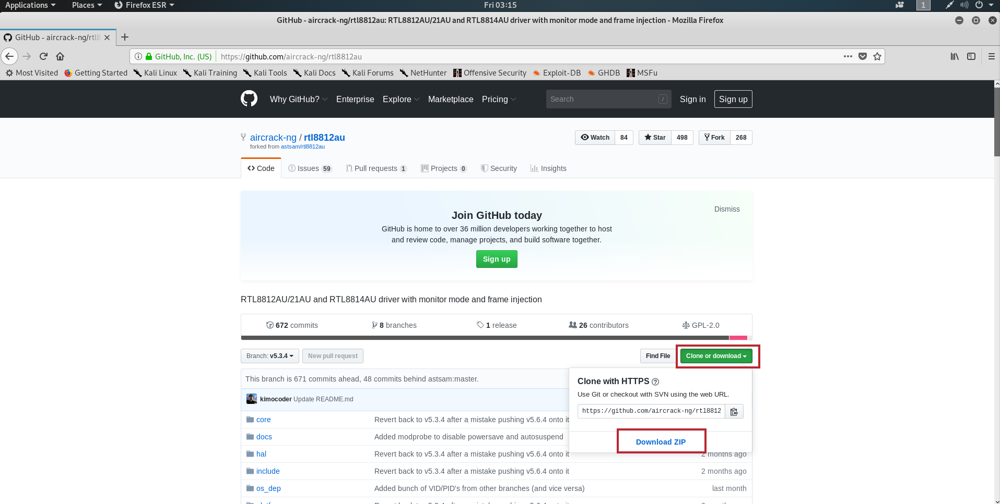 Applications Places Firefox ESR Fri 03:15 1
GitHub - aircrack-ng/rtl8812au: RTL8812AU/21AU and RTL8814AU driver with monitor mode and frame injection - Mozilla Firefox
GitHub - aircrack-ng/rtl8
GitHub, Inc. (US) https://github.com/aircrack-ng/rtl8812au
Most Visited Getting Started Kali Linux Kali Training Kali Tools Kali Docs Kali Forums NetHunter Offensive Security Exploit-DB GHDB MSFu
Why GitHub? Enterprise Explore Marketplace Pricing Search / Sign in Sign up
aircrack-ng / rtl8812au Watch 84 Star 498 Fork 268
forked from astsam/rtl8812au
Code Issues 59 Pull requests 1 Projects 0 Security Insights
Dismiss
Join GitHub today
GitHub is home to over 36 million developers working together to host
and review code, manage projects, and build software together.
Sign up
RTL8812AU/21AU and RTL8814AU driver with monitor mode and frame injection
672 commits 8 branches 1 release 26 contributors GPL-2.0
Branch: v5.3.4 New pull request Find File Clone or download
This branch is 671 commits ahead, 48 commits behind astsam:master.
kimocoder Update README.md
Clone with HTTPS
Use Git or checkout with SVN using the web URL.
https://github.com/aircrack-ng/rtl8812
Download ZIP
core Revert back to v5.3.4 after a mistake pushing v5.6.4 onto it
docs Added modprobe to disable powersave and autosuspend
hal Revert back to v5.3.4 after a mistake pushing v5.6.4 onto it 2 months ago
include Revert back to v5.3.4 after a mistake pushing v5.6.4 onto it 2 months ago
os_dep Added bunch of VID/PID's from other branches (and vice versa) last month